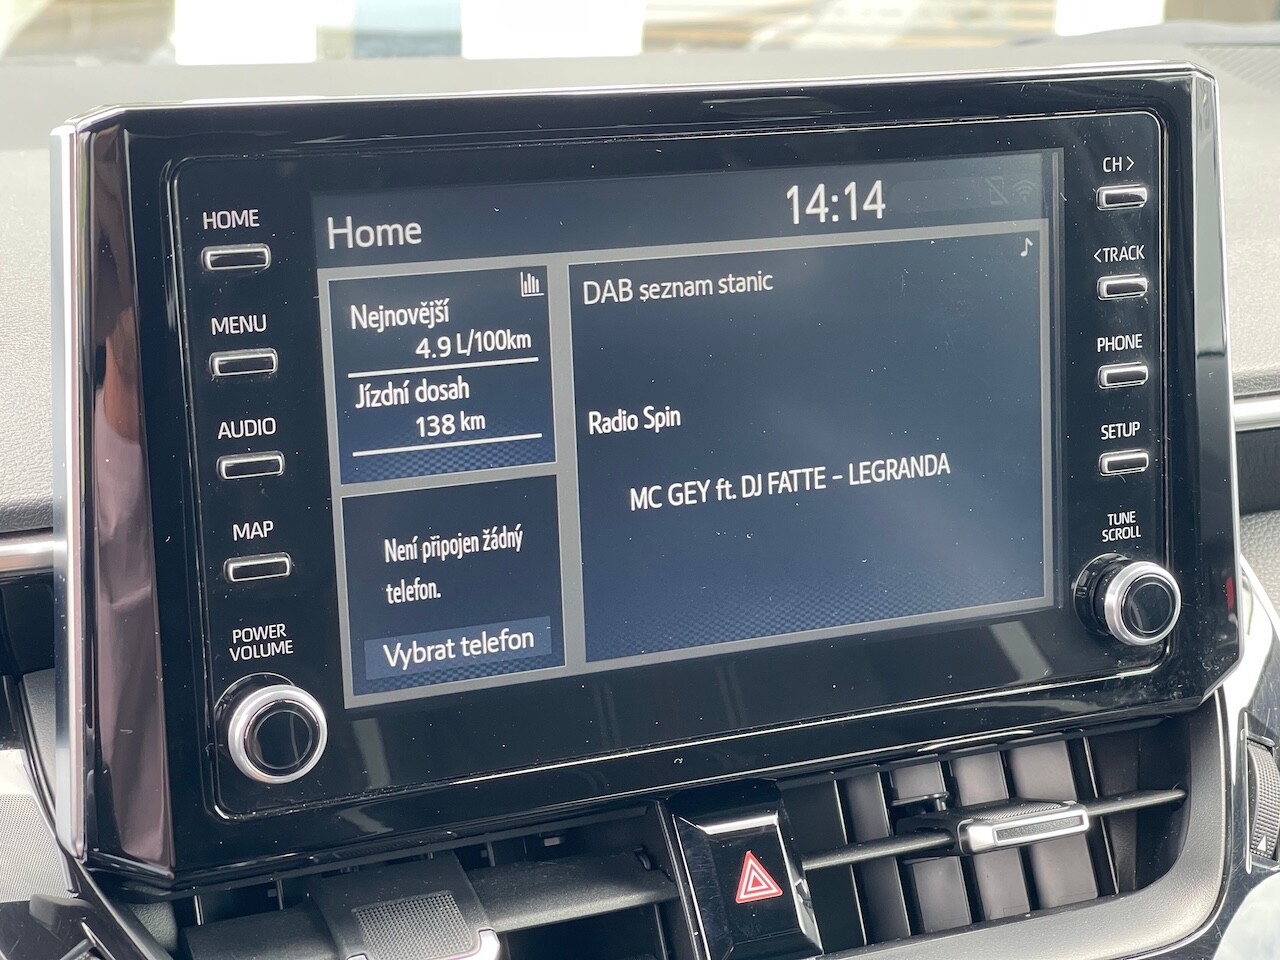 HOME
MENU
AUDIO
MAP
POWER
VOLUME
Home
14:14
Nejnovější
4.9 L/100km
Jízdní dosah
138 km
Není připojen žádný
telefon.
Vybrat telefon
DAB seznam stanic
Radio Spin
MC GEY ft. DJ FATTE - LEGRANDA
CH >
< TRACK
PHONE
SETUP
TUNE
SCROLL